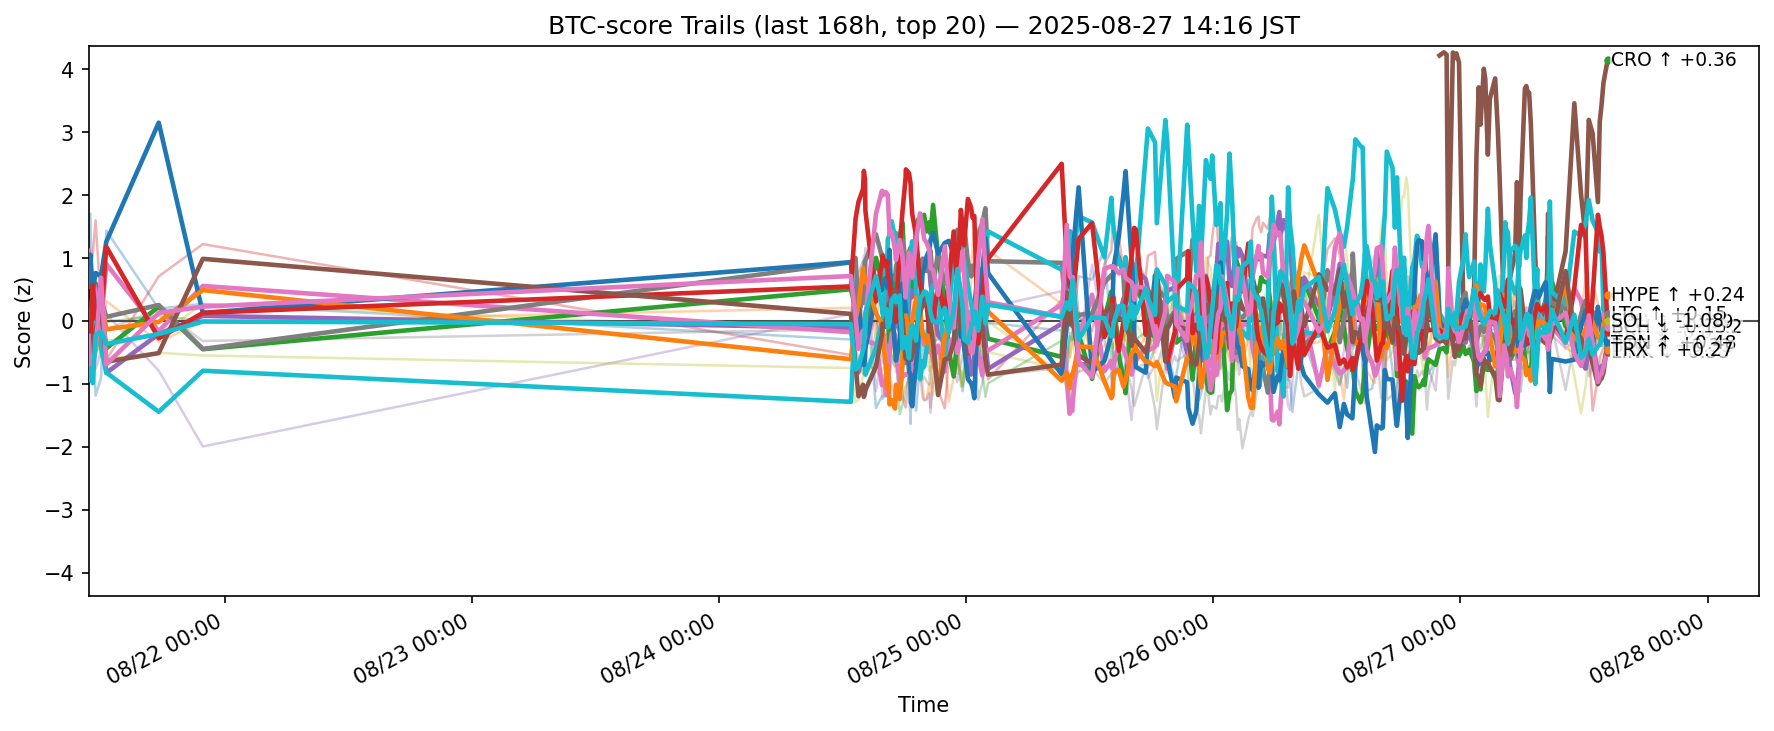 BTC-score Trails (last 168h, top 20) — 2025-08-27 14:16 JST
Score (z)
4
3
2
1
0
−1
−2
−3
−4
CRO ↑ +0.36
HYPE ↑ +0.24
LTC ↑ +0.15
SOL ↓ -1.08
TRX ↑ +0.27
08/22 00:00
08/23 00:00
08/24 00:00
08/25 00:00
08/26 00:00
08/27 00:00
08/28 00:00
Time